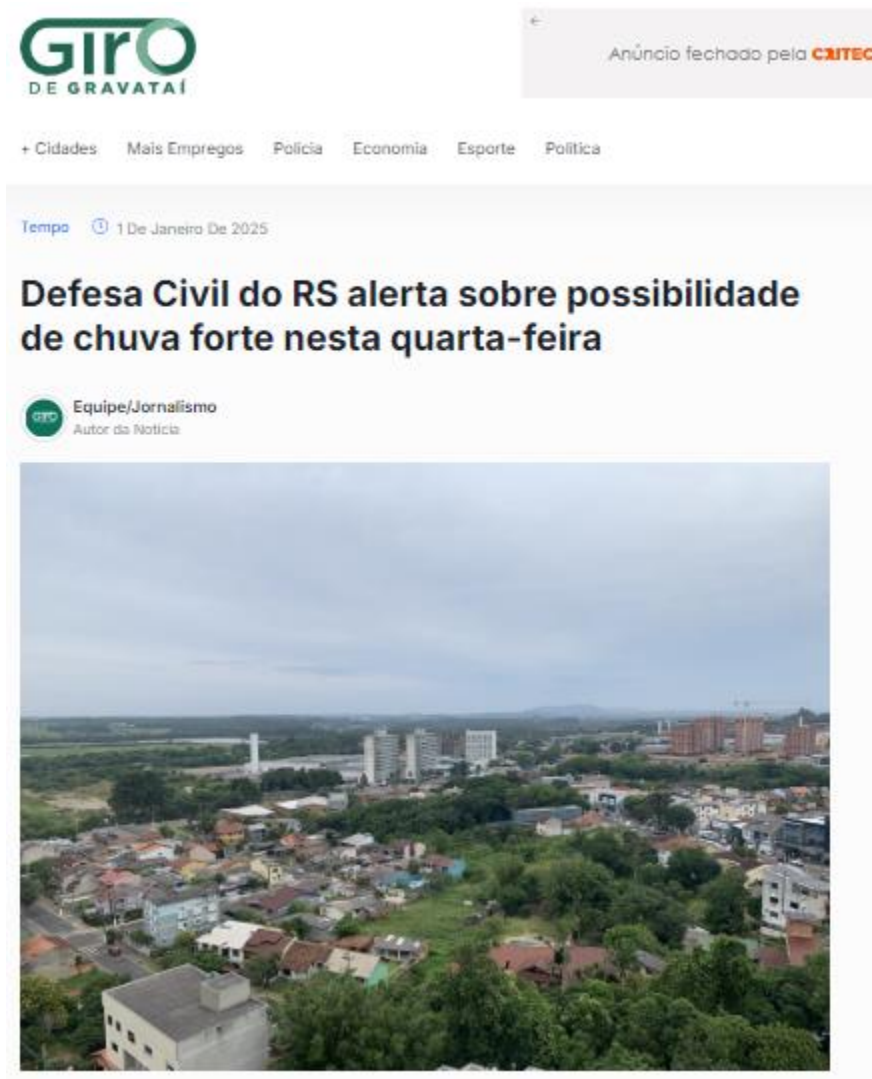 GIRO
DE GRAVATAÍ
Anúncio fechado pela CRITEO
+ Cidades Mais Empregos Polícia Economia Esporte Política
Tempo 1 De Janeiro De 2025
Defesa Civil do RS alerta sobre possibilidade
de chuva forte nesta quarta-feira
GIRO
Equipe/Jornalismo
Autor da Notícia